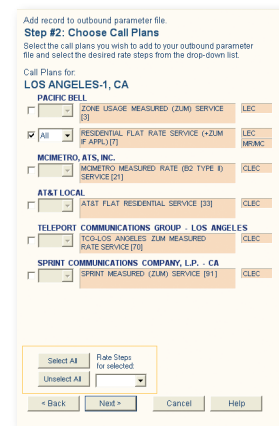 Add record to outbound parameter file.
Step #2: Choose Call Plans
Select the call plans you wish to add to your outbound parameter
file and select the desired rate steps from the drop-down list.
Call Plans for:
LOS ANGELES-1, CA
PACIFIC BELL
ZONE USAGE MEASURED (ZUM) SERVICE
[3]
LEC
All
RESIDENTIAL FLAT RATE SERVICE (+ZUM
IF APPL) [7]
LEC
MR/MC
MCIMETRO, ATS, INC.
MCIMETRO MEASURED RATE (B2 TYPE II)
SERVICE [21]
CLEC
AT&T LOCAL
AT&T FLAT RESIDENTIAL SERVICE [33]
CLEC
TELEPORT COMMUNICATIONS GROUP - LOS ANGELES
TCG-LOS ANGELES ZUM MEASURED
RATE SERVICE [70]
CLEC
SPRINT COMMUNICATIONS COMPANY, L.P. - CA
SPRINT MEASURED (ZUM) SERVICE [91]
CLEC
Select All
Rate Steps
for selected:
Unselect All
< Back
Next >
Cancel
Help